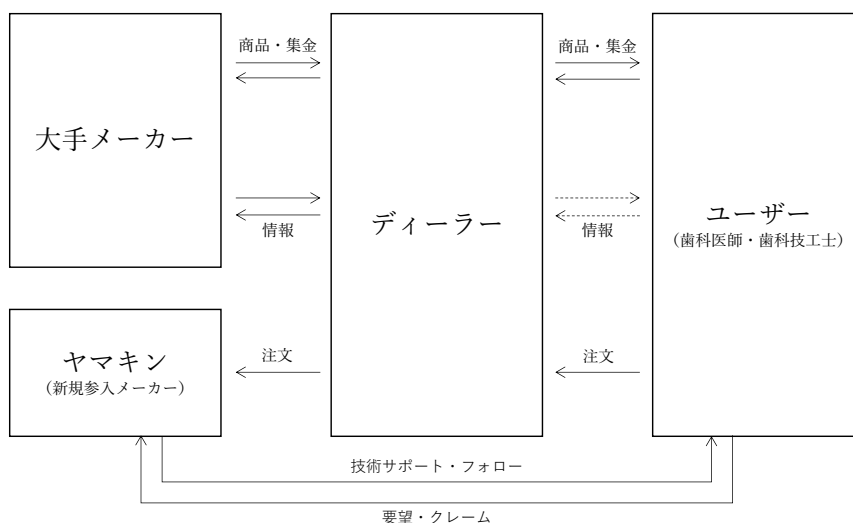 商品・集金
商品・集金
大手メーカー
ディーラー
ユーザー
(歯科医師・歯科技工士)
情報
情報
ヤマキン
(新規参入メーカー)
注文
注文
技術サポート・フォロー
要望・クレーム